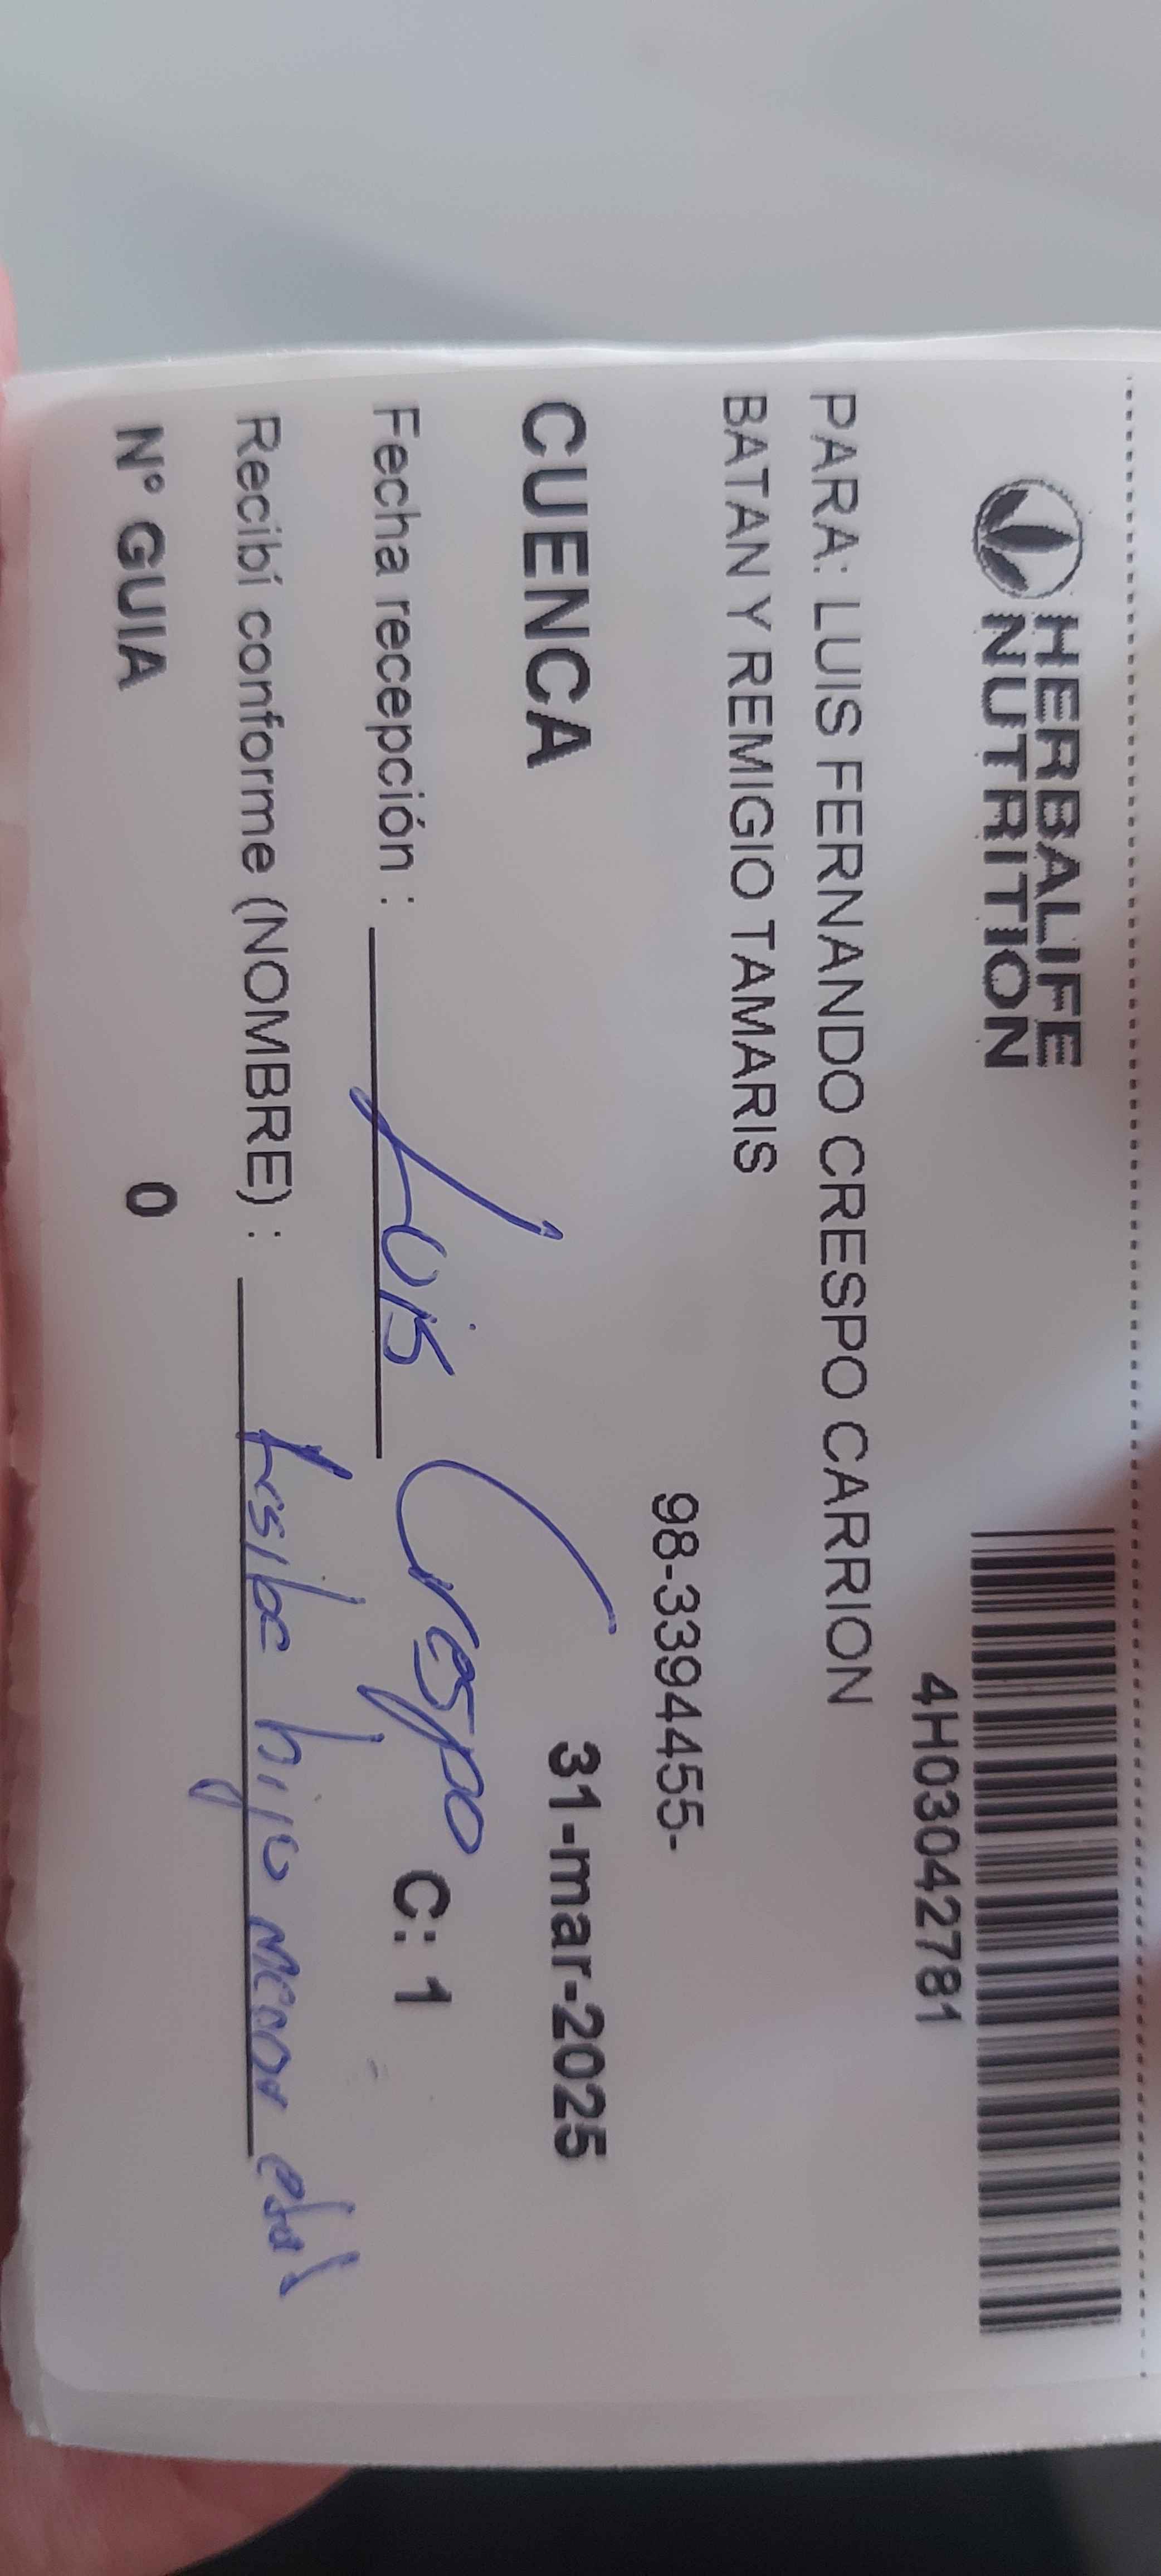 HERBALIFE
NUTRITION
4H03042781
PARA: LUIS FERNANDO CRESPO CARRION
BATAN Y REMIGIO TAMARIS
98-3394455-
CUENCA 31-mar-2025
Fecha recepción : Luis Crespo C: 1
Recibí conforme (NOMBRE) : hijo
Nº GUIA 0